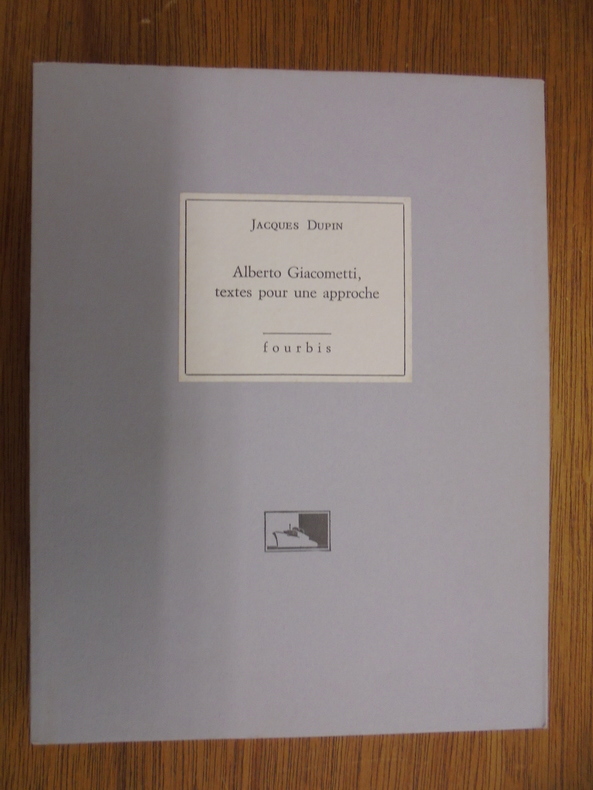 Jacques Dupin
Alberto Giacometti,
textes pour une approche
fourbis